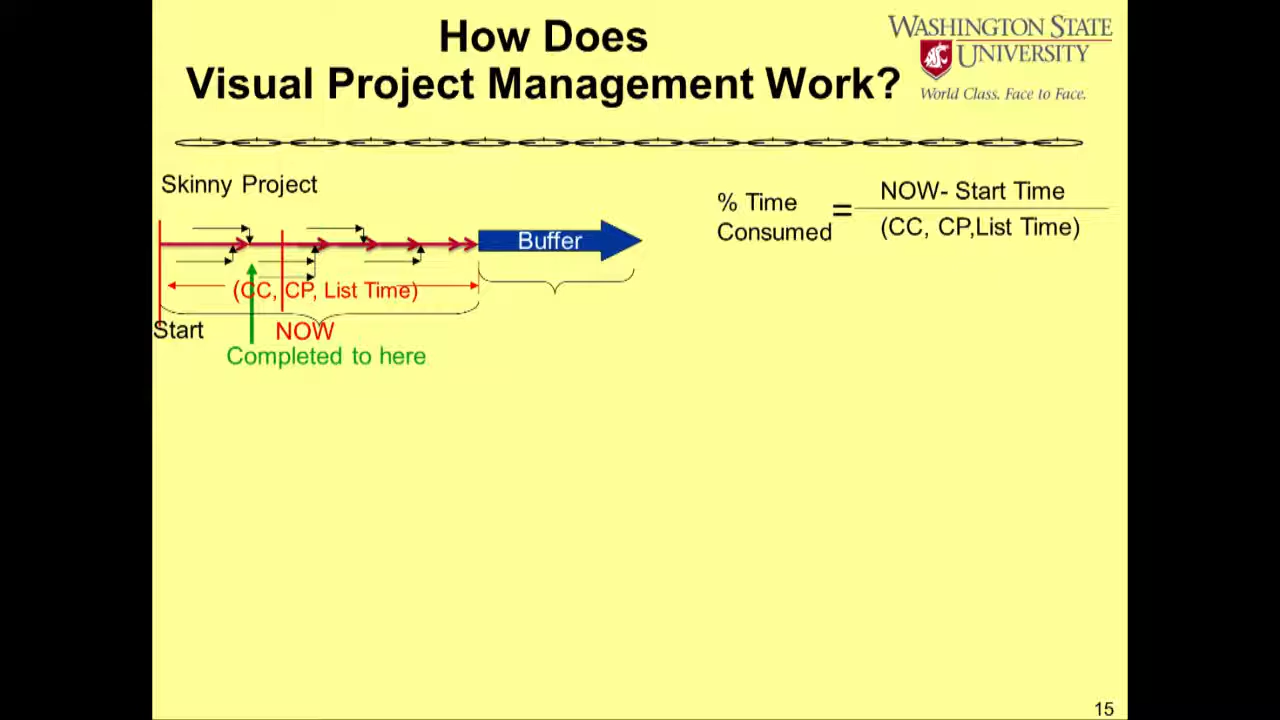 How Does
Visual Project Management Work?
WASHINGTON STATE
UNIVERSITY
World Class. Face to Face.
Skinny Project
Buffer
(CC, CP, List Time)
Start
NOW
Completed to here
% Time
Consumed
=
NOW- Start Time
(CC, CP,List Time)
15